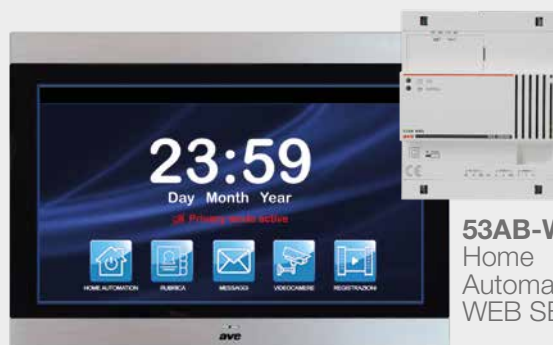 23:59
Day Month Year
Privacy mode active
HOME AUTOMATION
RUBRICA
MESSAGGI
VIDEOCAMERE
REGISTRAZIONI
ave
CE
53AB-W
Home
Automa
WEB SE